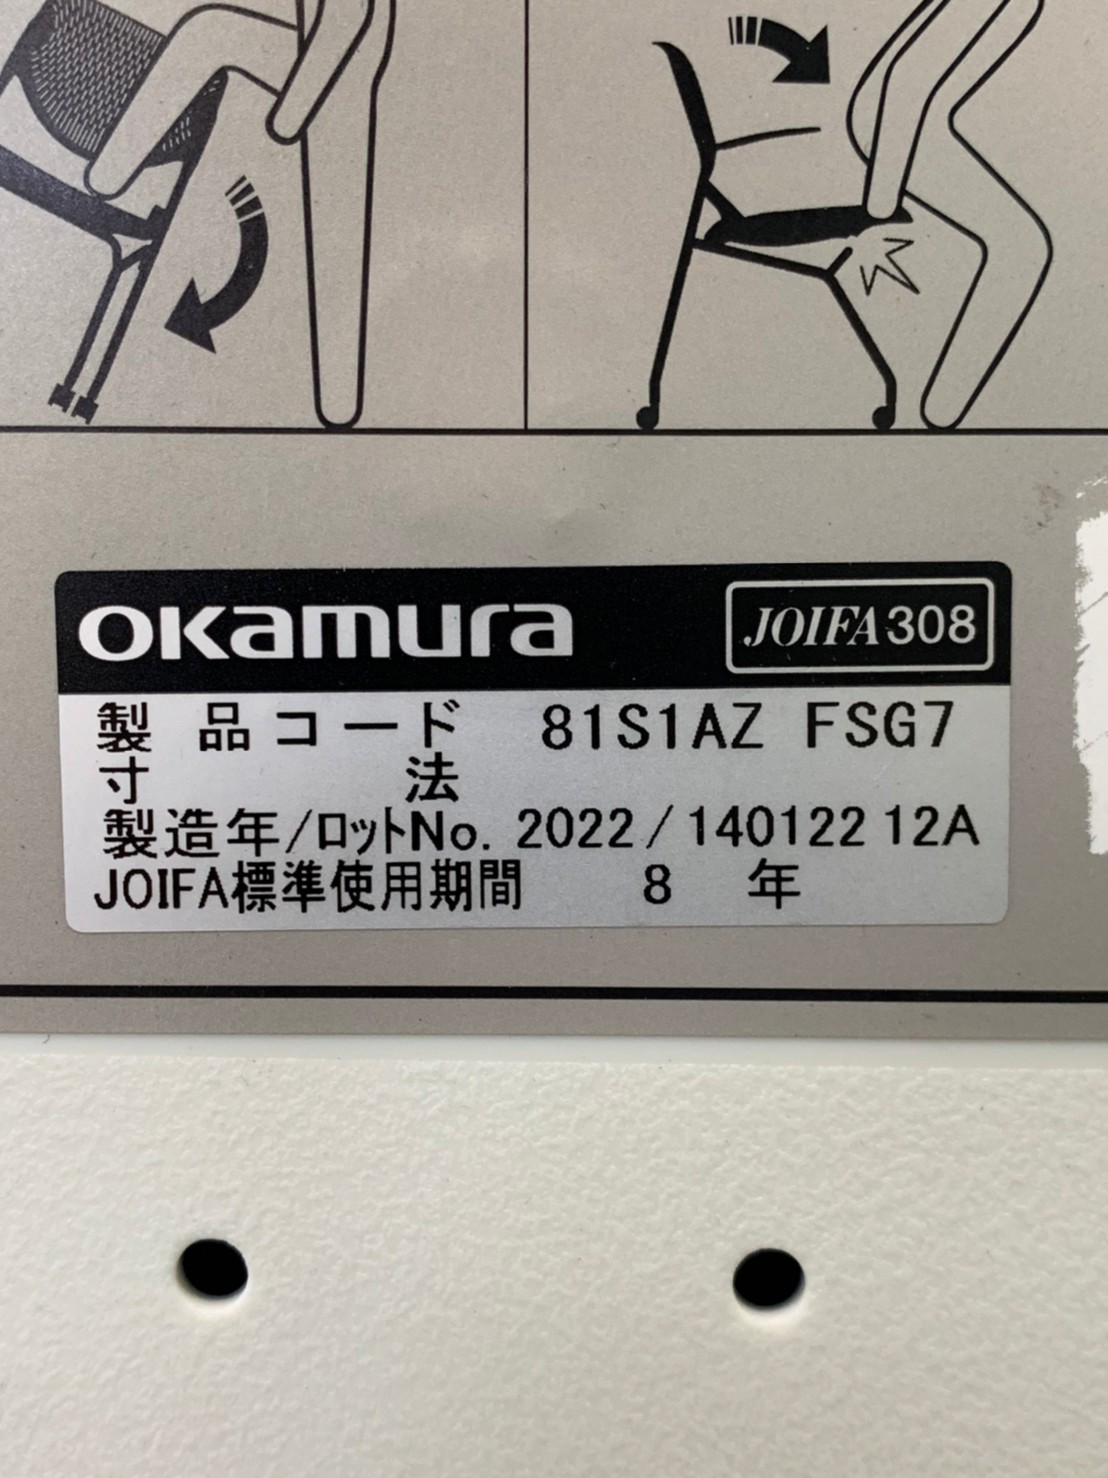 OKamura
JOIFA308
製品コード 81S1AZ FSG7
寸法
製造年/ロットNo. 2022/140122 12A
JOIFA標準使用期間 8 年